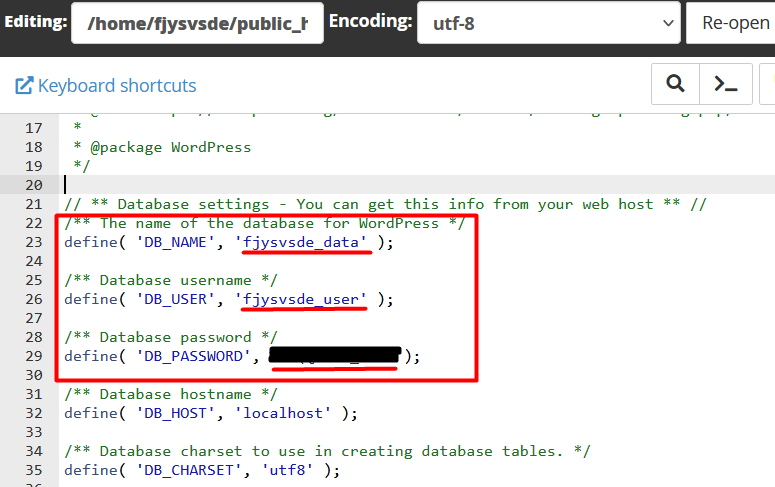 Editing: /home/fjysvsde/public_h Encoding: utf-8 Re-open
Keyboard shortcuts
17 *
18 * @package WordPress
19 */
20
21 // ** Database settings - You can get this info from your web host ** //
22 /** The name of the database for WordPress */
23 define( 'DB_NAME', 'fjysvsde_data' );
24
25 /** Database username */
26 define( 'DB_USER', 'fjysvsde_user' );
27
28 /** Database password */
29 define( 'DB_PASSWORD', );
30
31 /** Database hostname */
32 define( 'DB_HOST', 'localhost' );
33
34 /** Database charset to use in creating database tables. */
35 define( 'DB_CHARSET', 'utf8' );